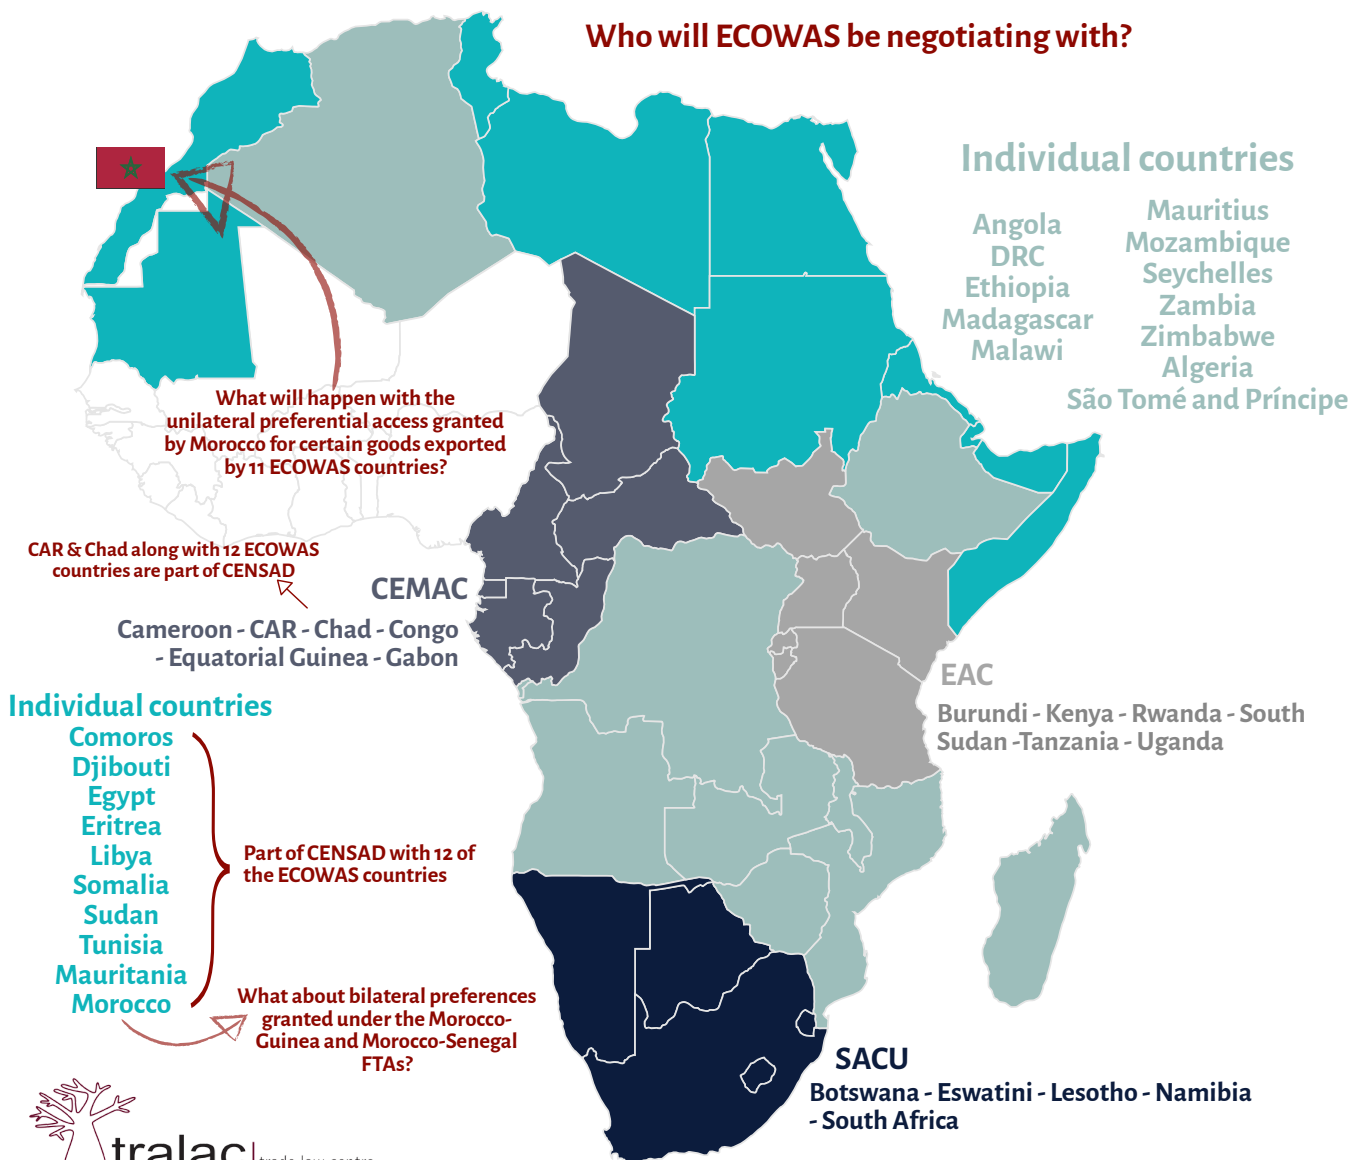 Who will ECOWAS be negotiating with?
Individual countries
Angola
DRC
Ethiopia
Madagascar
Malawi
Mauritius
Mozambique
Seychelles
Zambia
Zimbabwe
Algeria
São Tomé and Príncipe
What will happen with the
unilateral preferential access granted
by Morocco for certain goods exported
by 11 ECOWAS countries?
CAR & Chad along with 12 ECOWAS
countries are part of CENSAD
CEMAC
Cameroon - CAR - Chad - Congo
- Equatorial Guinea - Gabon
EAC
Burundi - Kenya - Rwanda - South
Sudan -Tanzania - Uganda
Individual countries
Comoros
Djibouti
Egypt
Eritrea
Libya
Somalia
Sudan
Tunisia
Mauritania
Morocco
Part of CENSAD with 12 of
the ECOWAS countries
What about bilateral preferences
granted under the Morocco-
Guinea and Morocco-Senegal
FTAs?
SACU
Botswana - Eswatini - Lesotho - Namibia
- South Africa
tralac